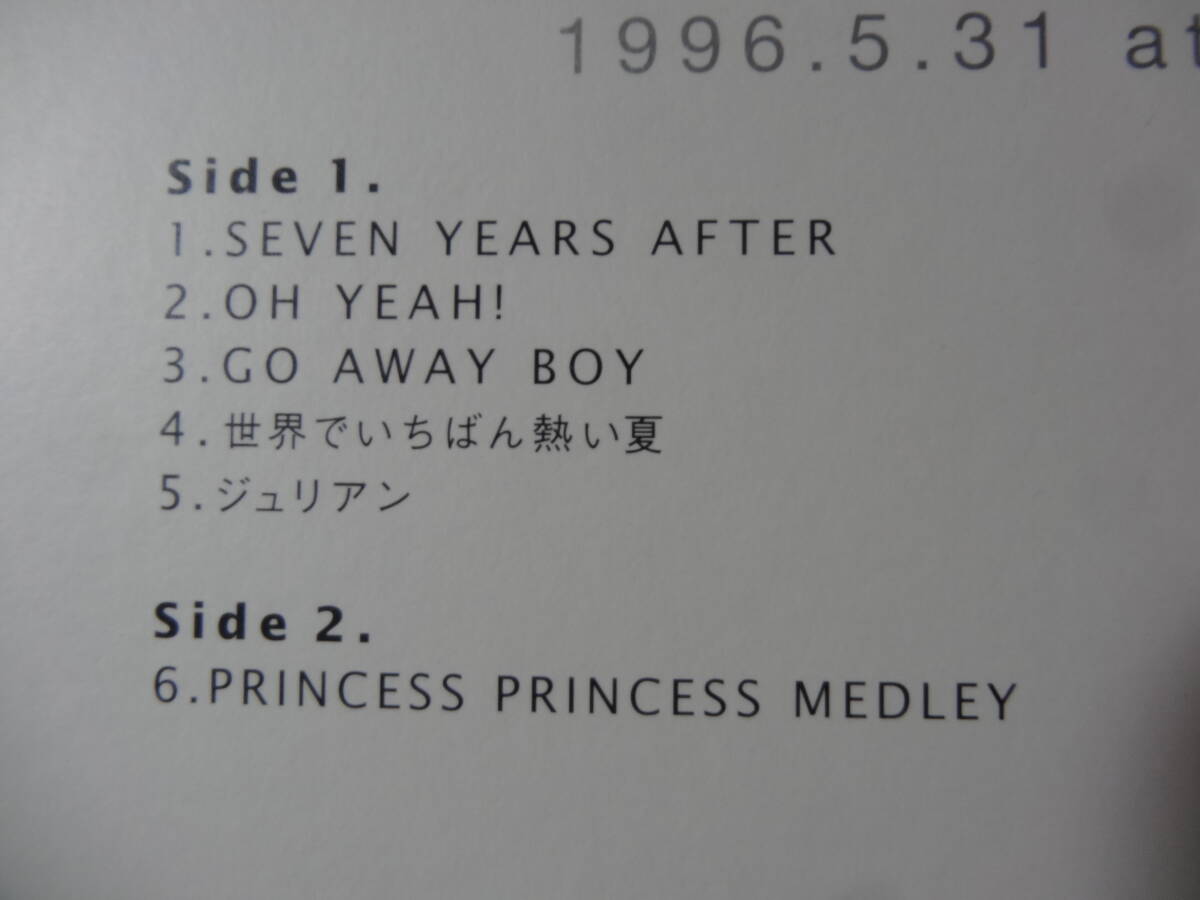 1996.5.31 at
Side 1.
1.SEVEN YEARS AFTER
2.OH YEAH!
3.GO AWAY BOY
4.世界でいちばん熱い夏
5.ジュリアン
Side 2.
6.PRINCESS PRINCESS MEDLEY